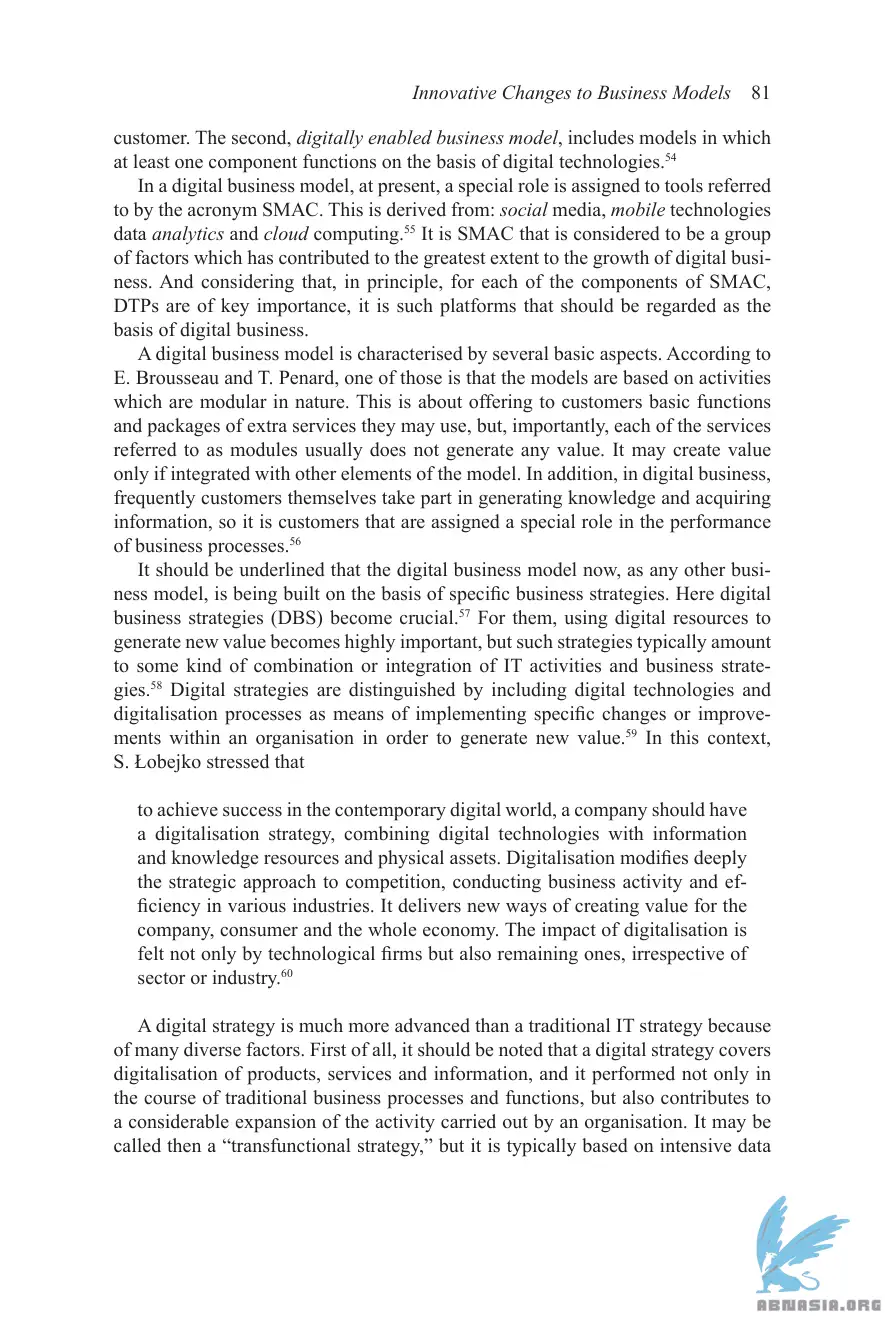 Innovative Changes to Business Models 81
customer. The second, digitally enabled business model, includes models in which
at least one component functions on the basis of digital technologies.54
In a digital business model, at present, a special role is assigned to tools referred
to by the acronym SMAC. This is derived from: social media, mobile technologies
data analytics and cloud computing.55 It is SMAC that is considered to be a group
of factors which has contributed to the greatest extent to the growth of digital busi-
ness. And considering that, in principle, for each of the components of SMAC,
DTPs are of key importance, it is such platforms that should be regarded as the
basis of digital business.
A digital business model is characterised by several basic aspects. According to
E. Brousseau and T. Penard, one of those is that the models are based on activities
which are modular in nature. This is about offering to customers basic functions
and packages of extra services they may use, but, importantly, each of the services
referred to as modules usually does not generate any value. It may create value
only if integrated with other elements of the model. In addition, in digital business,
frequently customers themselves take part in generating knowledge and acquiring
information, so it is customers that are assigned a special role in the performance
of business processes.56
It should be underlined that the digital business model now, as any other busi-
ness model, is being built on the basis of specific business strategies. Here digital
business strategies (DBS) become crucial.57 For them, using digital resources to
generate new value becomes highly important, but such strategies typically amount
to some kind of combination or integration of IT activities and business strate-
gies.58 Digital strategies are distinguished by including digital technologies and
digitalisation processes as means of implementing specific changes or improve-
ments within an organisation in order to generate new value.59 In this context,
S. Łobejko stressed that
to achieve success in the contemporary digital world, a company should have
a digitalisation strategy, combining digital technologies with information
and knowledge resources and physical assets. Digitalisation modifies deeply
the strategic approach to competition, conducting business activity and ef-
ficiency in various industries. It delivers new ways of creating value for the
company, consumer and the whole economy. The impact of digitalisation is
felt not only by technological firms but also remaining ones, irrespective of
sector or industry.60
A digital strategy is much more advanced than a traditional IT strategy because
of many diverse factors. First of all, it should be noted that a digital strategy covers
digitalisation of products, services and information, and it performed not only in
the course of traditional business processes and functions, but also contributes to
a considerable expansion of the activity carried out by an organisation. It may be
called then a “transfunctional strategy,” but it is typically based on intensive data
ABNASIA.ORG